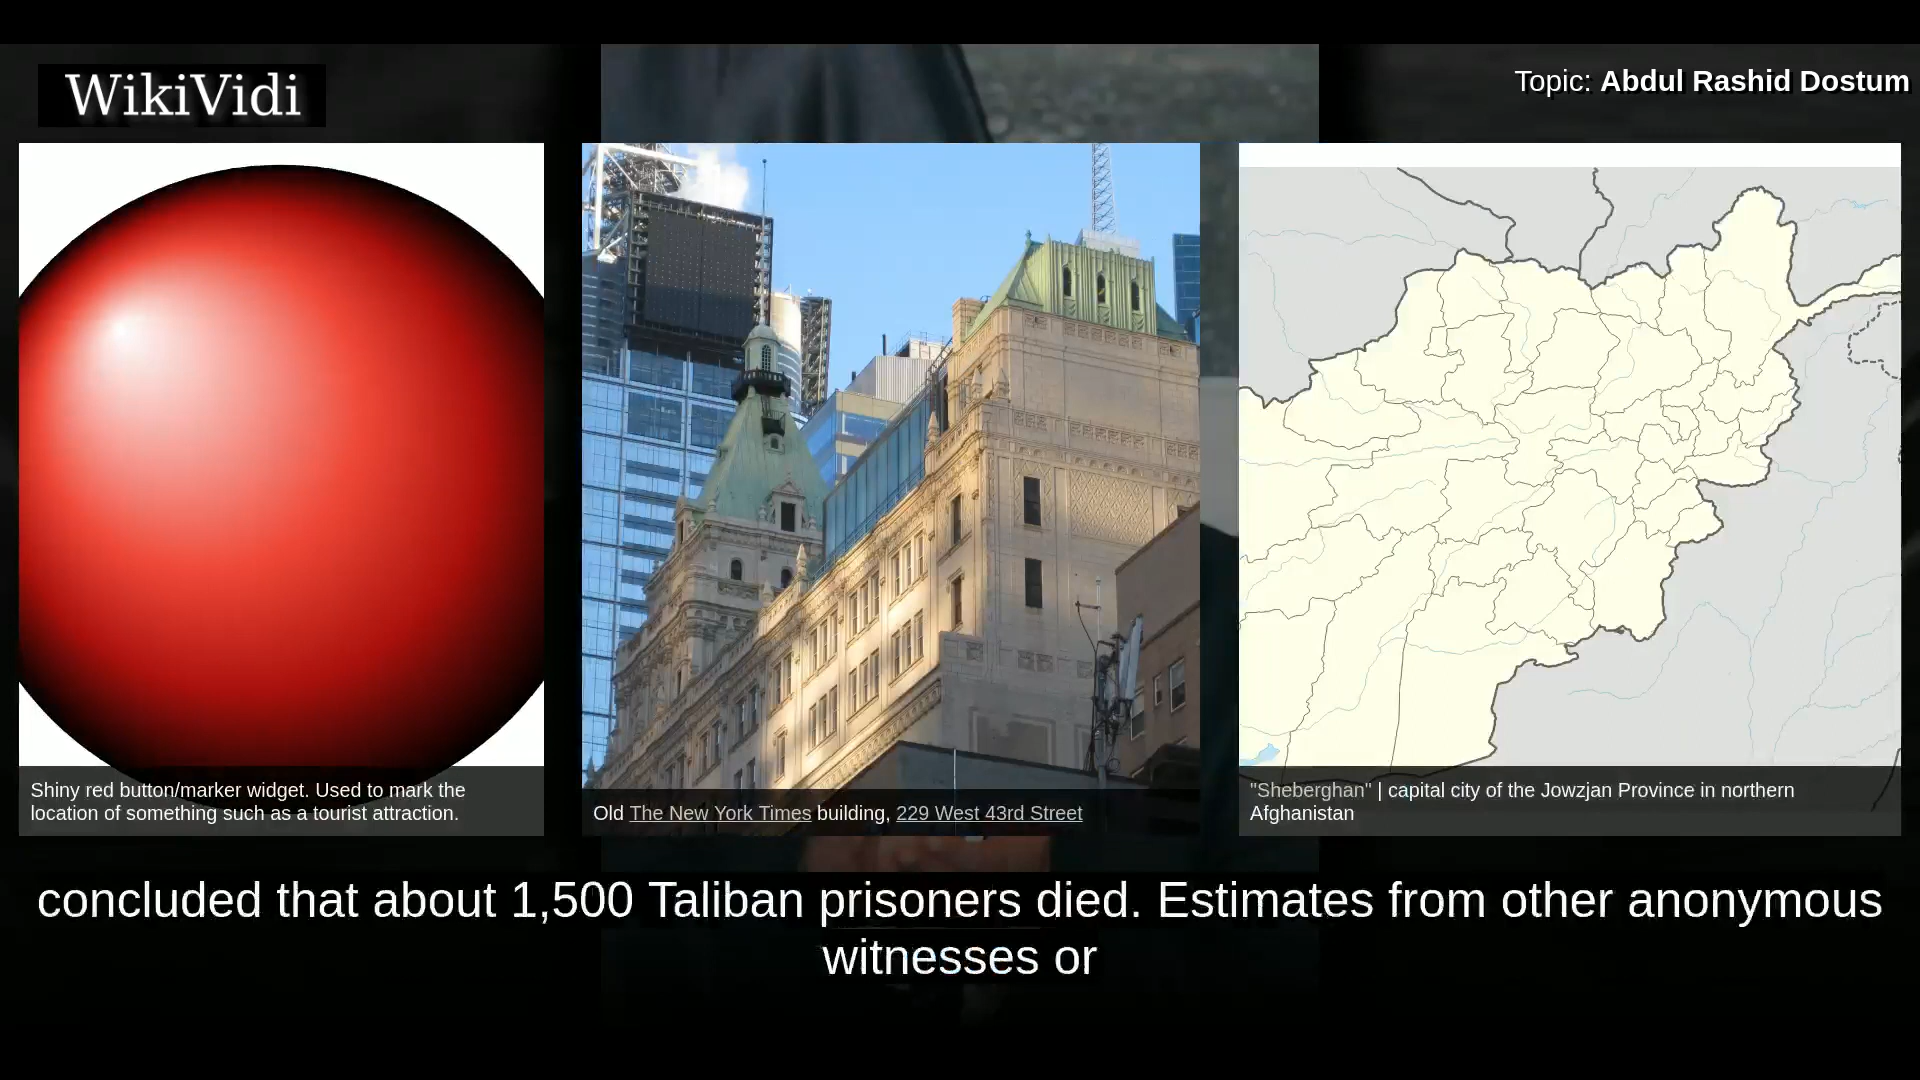 WikiVidi
Topic: Abdul Rashid Dostum
Shiny red button/marker widget. Used to mark the
location of something such as a tourist attraction.
Old The New York Times building, 229 West 43rd Street
"Sheberghan" | capital city of the Jowzjan Province in northern
Afghanistan
concluded that about 1,500 Taliban prisoners died. Estimates from other anonymous
witnesses or